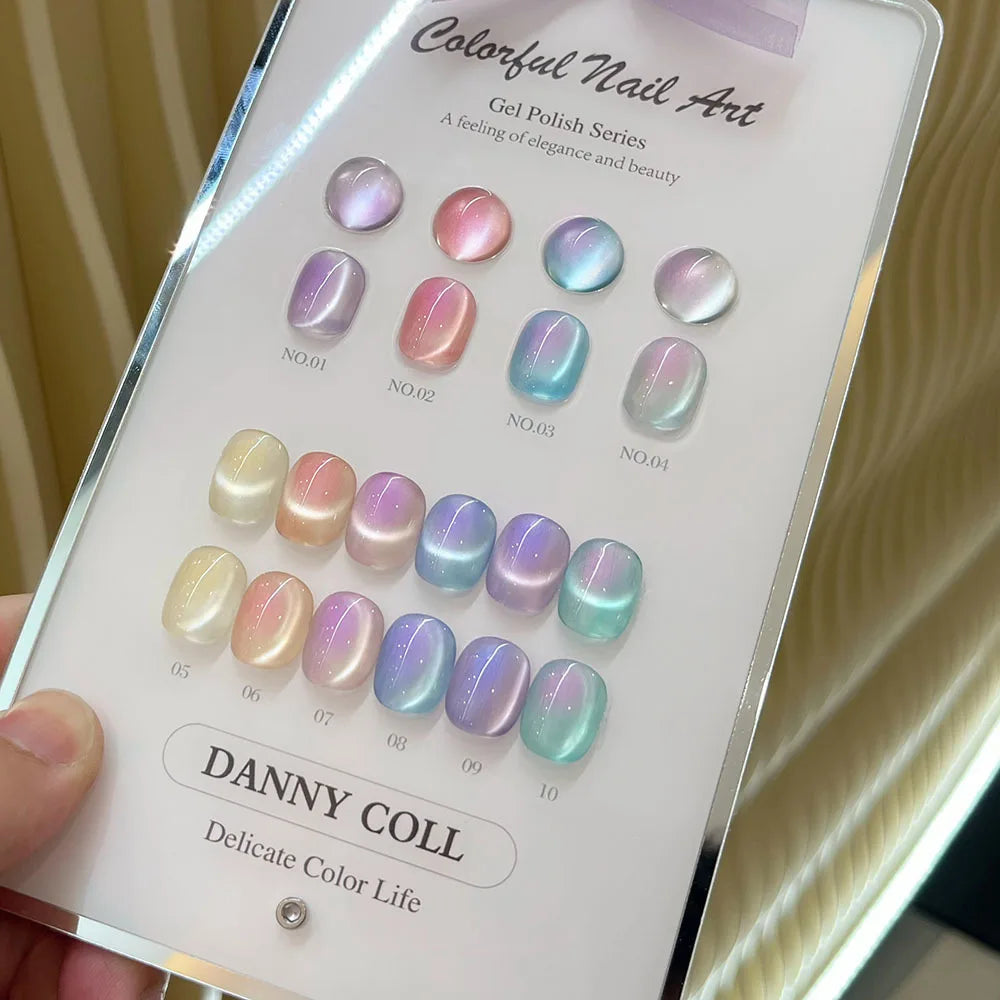 Colorful Nail Art
Gel Polish Series
A feeling of elegance and beauty
NO.01
NO.02
NO.03
NO.04
05
06
07
08
09
10
DANNY COLL
Delicate Color Life